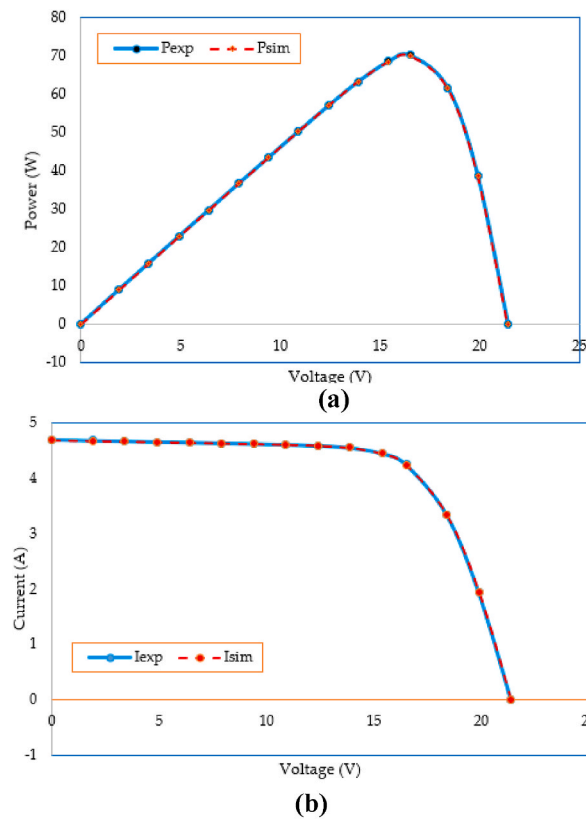 80
70
60
50
40
30
20
10
0
-10
Power (W)
Pexp Psim
0 5 10 15 20 25
Voltage (V)
(a)
5
4
3
2
1
0
-1
Current (A)
Iexp Isim
0 5 10 15 20 2
Voltage (V)
(b)